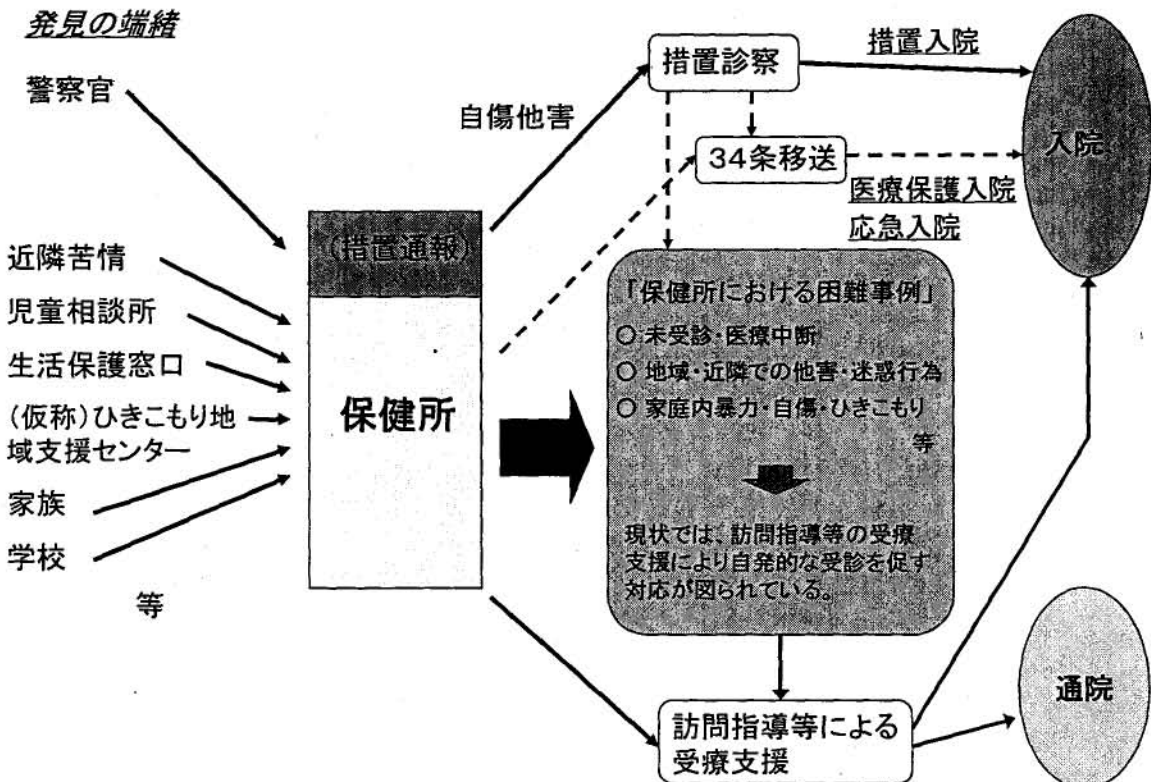 発見の端緒
警察官
近隣苦情
児童相談所
生活保護窓口
(仮称)ひきこもり地
域支援センター
家族
学校
等
(措置通報)
保健所
自傷他害
措置診察
措置入院
34条移送
医療保護入院
応急入院
入院
「保健所における困難事例」
○ 未受診・医療中断
○ 地域・近隣での他害・迷惑行為
○ 家庭内暴力・自傷・ひきこもり
等
現状では、訪問指導等の受療
支援により自発的な受診を促す
対応が図られている。
訪問指導等による
受療支援
通院